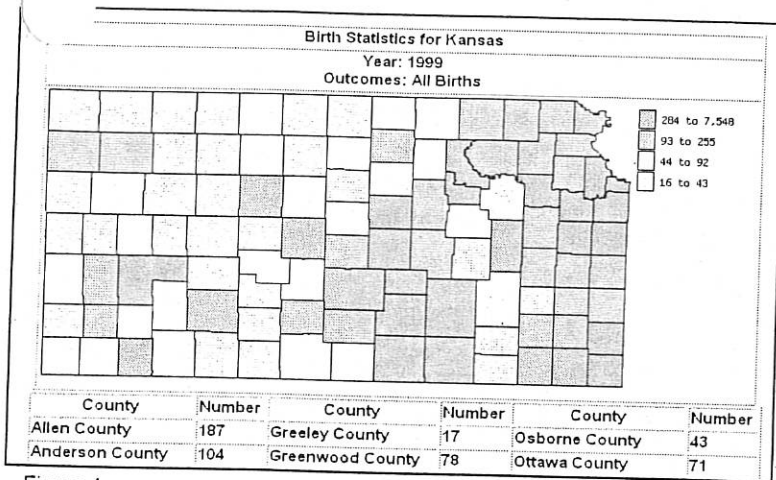 Birth Statistics for Kansas
Year: 1999
Outcomes: All Births
284 to 7,548
93 to 255
44 to 92
16 to 43
County Number County Number County Number
Allen County 187 Greeley County 17 Osborne County 43
Anderson County 104 Greenwood County 78 Ottawa County 71